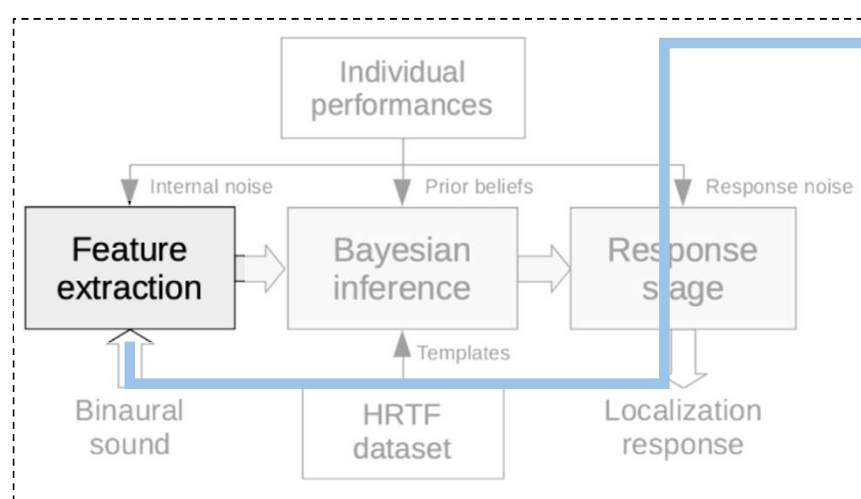 Individual
performances
Internal noise
Prior beliefs
Response noise
Feature
extraction
Bayesian
inference
Response
stage
Templates
Binaural
sound
HRTF
dataset
Localization
response